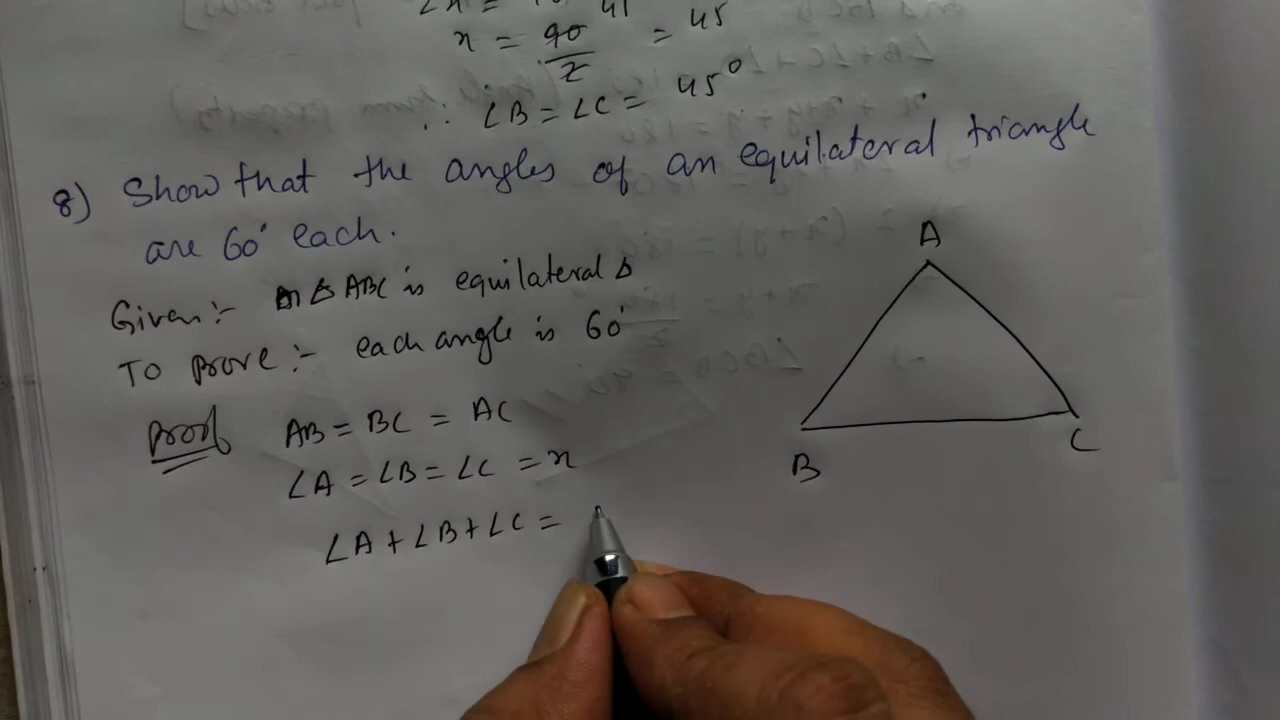 x = 90/2 = 45
∴ ∠B = ∠C = 45°
8) Show that the angles of an equilateral triangle
are 60° each.
Given :- △ ABC is equilateral △
To prove :- each angle is 60°
Proof AB = BC = AC
∠A = ∠B = ∠C = x
∠A + ∠B + ∠C =
A
B
C